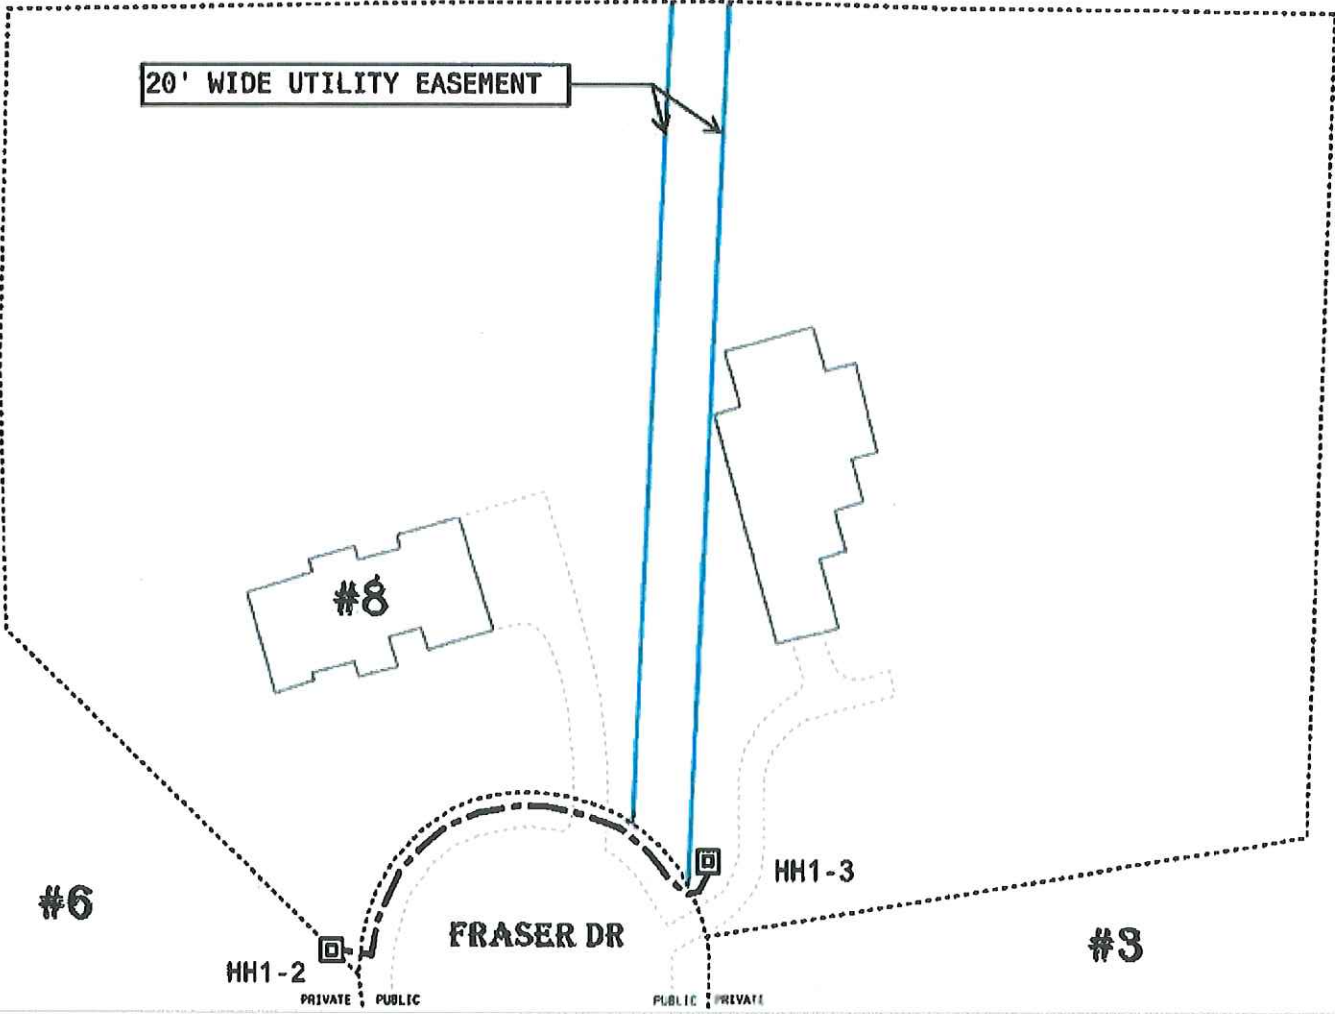 20' WIDE UTILITY EASEMENT
#8
HH1-3
#6
FRASER DR
#3
HH1-2
PRIVATE PUBLIC
PUBLIC PRIVATE